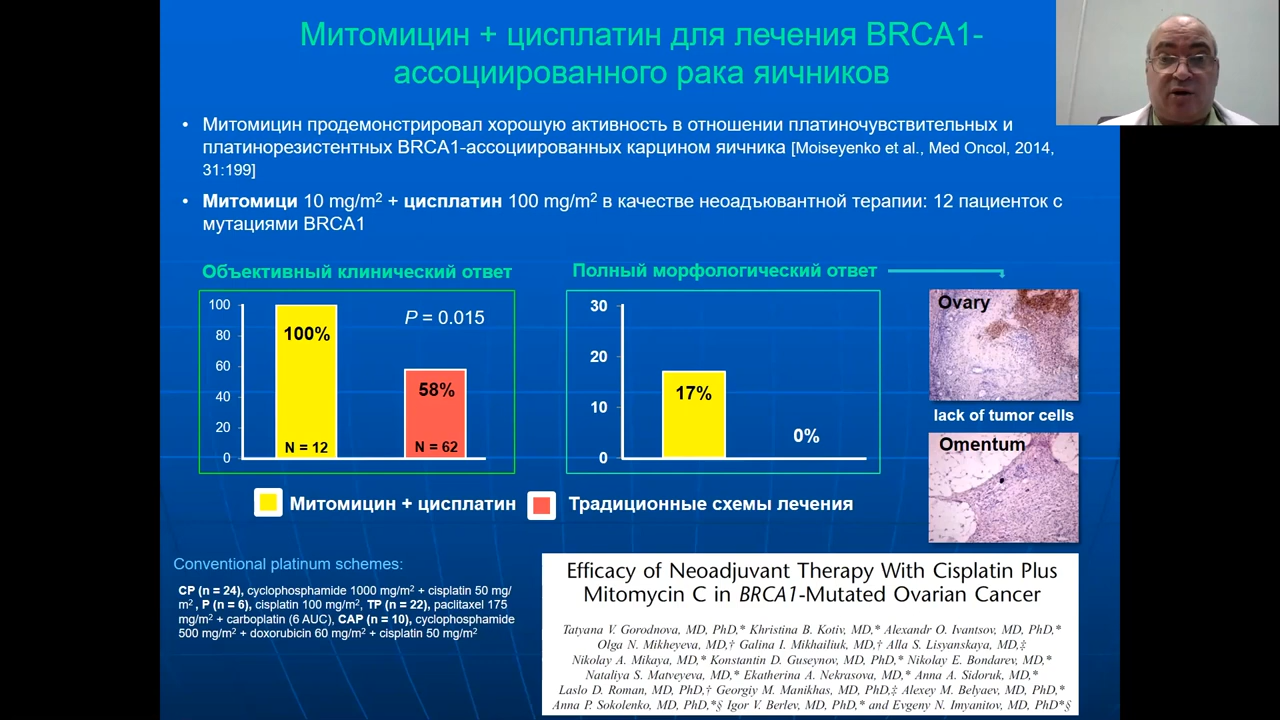 Митомицин + цисплатин для лечения BRCA1-
ассоциированного рака яичников
• Митомицин продемонстрировал хорошую активность в отношении платиночувствительных и
платинорезистентных BRCA1-ассоциированных карцином яичника [Moiseyenko et al., Med Oncol, 2014,
31:199]
• Митомици 10 mg/m² + цисплатин 100 mg/m² в качестве неоадъювантной терапии: 12 пациенток с
мутациями BRCA1
Объективный клинический ответ
100
80
60
40
20
0
100%
N = 12
P = 0.015
58%
N = 62
Полный морфологический ответ
30
20
10
0
17%
0%
Ovary
lack of tumor cells
Omentum
Митомицин + цисплатин
Традиционные схемы лечения
Conventional platinum schemes:
CP (n = 24), cyclophosphamide 1000 mg/m² + cisplatin 50 mg/
m² , P (n = 6), cisplatin 100 mg/m², TP (n = 22), paclitaxel 175
mg/m² + carboplatin (6 AUC), CAP (n = 10), cyclophosphamide
500 mg/m² + doxorubicin 60 mg/m² + cisplatin 50 mg/m²
Efficacy of Neoadjuvant Therapy With Cisplatin Plus
Mitomycin C in BRCA1-Mutated Ovarian Cancer
Tatyana V. Gorodnova, MD, PhD,* Khristina B. Kotiv, MD,* Alexandr O. Ivantsov, MD, PhD,*
Olga N. Mikheyeva, MD,† Galina I. Mikhailiuk, MD,† Alla S. Lisyanskaya, MD,‡
Nikolay A. Mikaya, MD,* Konstantin D. Guseynov, MD, PhD,* Nikolay E. Bondarev, MD,*
Nataliya S. Matveyeva, MD,* Ekatherina A. Nekrasova, MD,* Anna A. Sidoruk, MD,*
Laslo D. Roman, MD, PhD,† Georgiy M. Manikhas, MD, PhD,‡ Alexey M. Belyaev, MD, PhD,*
Anna P. Sokolenko, MD, PhD,*§ Igor V. Berlev, MD, PhD,* and Evgeny N. Imyanitov, MD, PhD*§